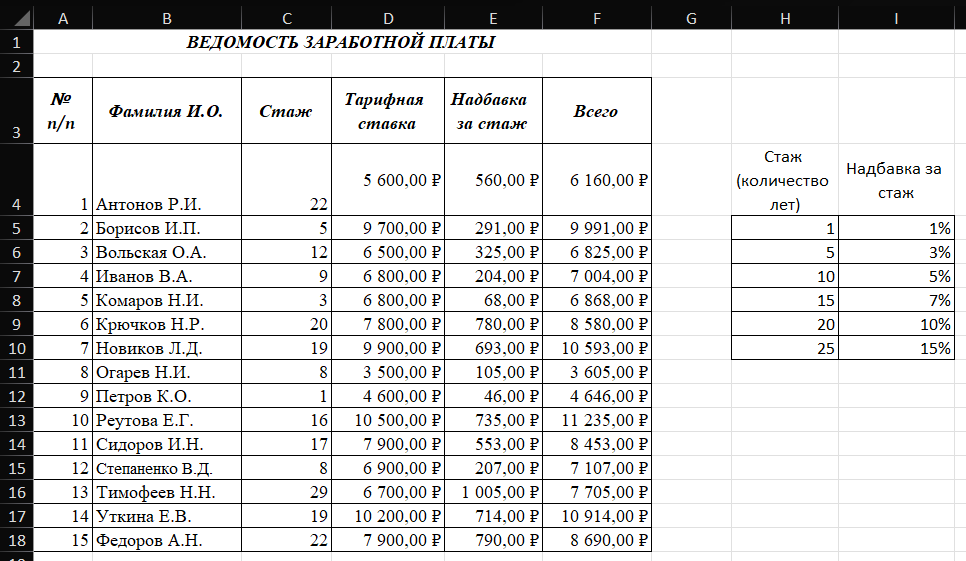 A B C D E F G H I
1 ВЕДОМОСТЬ ЗАРАБОТНОЙ ПЛАТЫ
2
3 № п/п Фамилия И.О. Стаж Тарифная ставка Надбавка за стаж Всего
4 1 Антонов Р.И. 22 5 600,00 ₽ 560,00 ₽ 6 160,00 ₽ Стаж (количество лет) Надбавка за стаж
5 2 Борисов И.П. 5 9 700,00 ₽ 291,00 ₽ 9 991,00 ₽ 1 1%
6 3 Вольская О.А. 12 6 500,00 ₽ 325,00 ₽ 6 825,00 ₽ 5 3%
7 4 Иванов В.А. 9 6 800,00 ₽ 204,00 ₽ 7 004,00 ₽ 10 5%
8 5 Комаров Н.И. 3 6 800,00 ₽ 68,00 ₽ 6 868,00 ₽ 15 7%
9 6 Крючков Н.Р. 20 7 800,00 ₽ 780,00 ₽ 8 580,00 ₽ 20 10%
10 7 Новиков Л.Д. 19 9 900,00 ₽ 693,00 ₽ 10 593,00 ₽ 25 15%
11 8 Огарев Н.И. 8 3 500,00 ₽ 105,00 ₽ 3 605,00 ₽
12 9 Петров К.О. 1 4 600,00 ₽ 46,00 ₽ 4 646,00 ₽
13 10 Реутова Е.Г. 16 10 500,00 ₽ 735,00 ₽ 11 235,00 ₽
14 11 Сидоров И.Н. 17 7 900,00 ₽ 553,00 ₽ 8 453,00 ₽
15 12 Степаненко В.Д. 8 6 900,00 ₽ 207,00 ₽ 7 107,00 ₽
16 13 Тимофеев Н.Н. 29 6 700,00 ₽ 1 005,00 ₽ 7 705,00 ₽
17 14 Уткина Е.В. 19 10 200,00 ₽ 714,00 ₽ 10 914,00 ₽
18 15 Федоров А.Н. 22 7 900,00 ₽ 790,00 ₽ 8 690,00 ₽